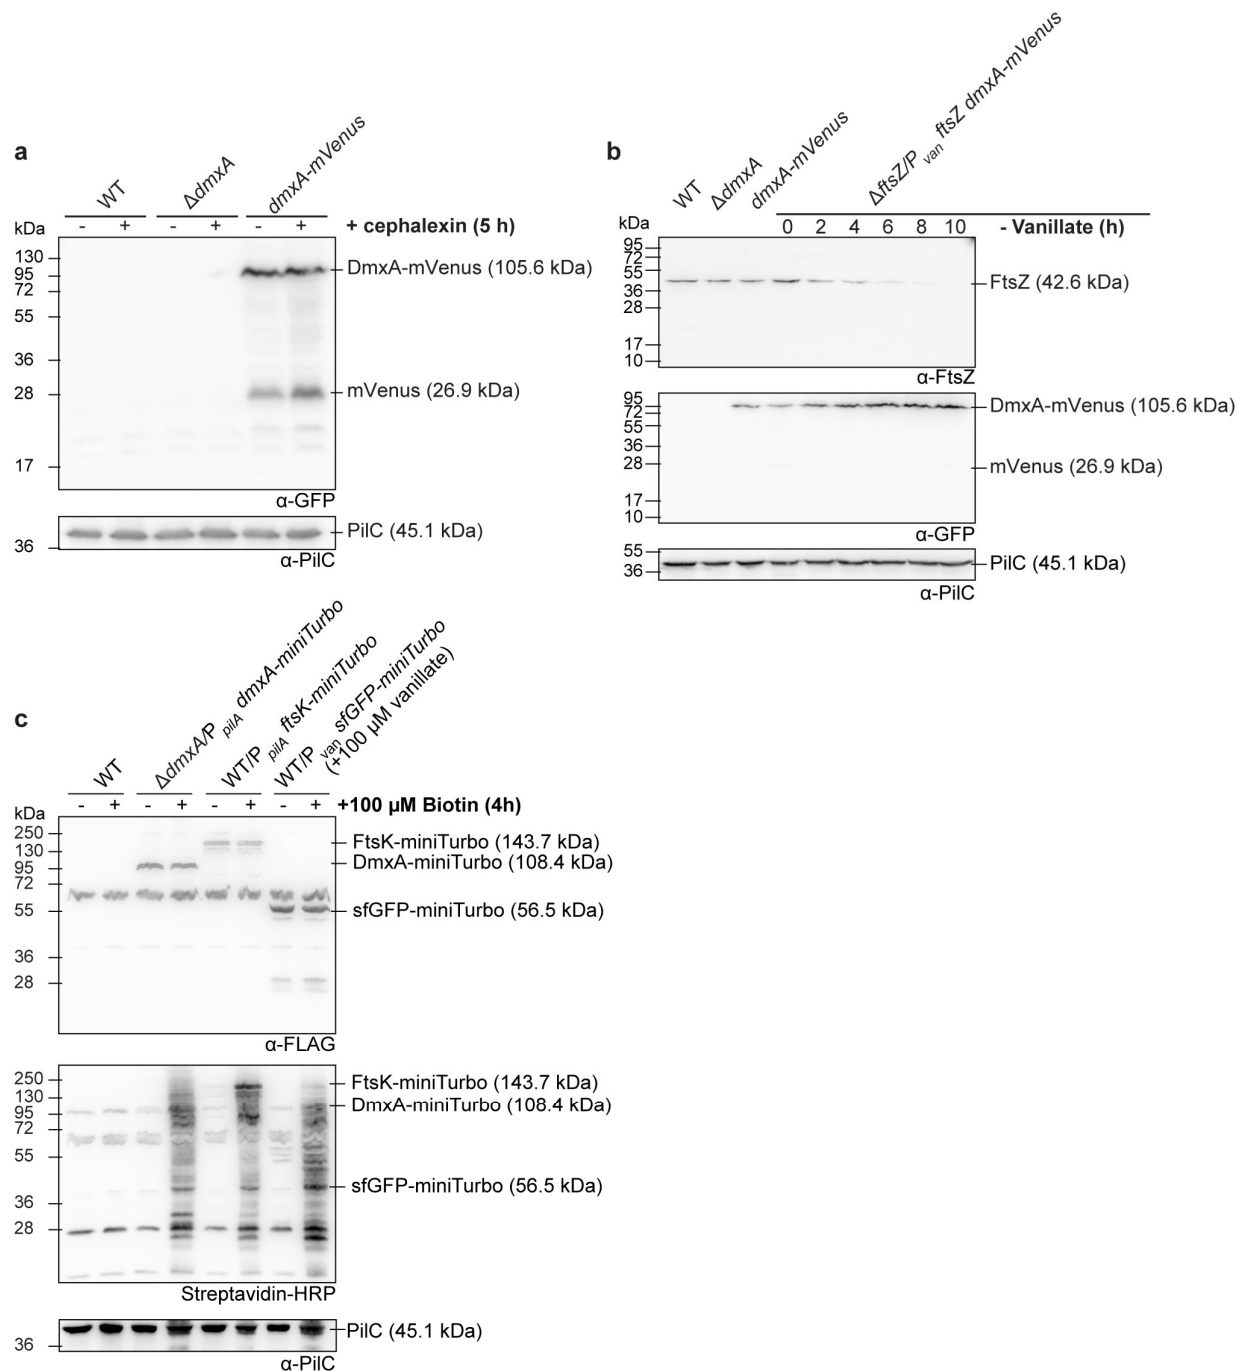 a
WT
ΔdmxA
dmxA-mVenus
kDa
- + - + - + + cephalexin (5 h)
130
95
72
55
36
28
17
DmxA-mVenus (105.6 kDa)
mVenus (26.9 kDa)
α-GFP
36
PilC (45.1 kDa)
α-PilC
b
WT
ΔdmxA
dmxA-mVenus
ΔftsZ/P van ftsZ dmxA-mVenus
kDa
0 2 4 6 8 10 - Vanillate (h)
95
72
55
36
28
17
10
FtsZ (42.6 kDa)
α-FtsZ
95
72
55
36
28
17
10
DmxA-mVenus (105.6 kDa)
mVenus (26.9 kDa)
α-GFP
55
36
PilC (45.1 kDa)
α-PilC
c
WT
ΔdmxA/P pilA dmxA-miniTurbo
WT/P pilA ftsK-miniTurbo
WT/P van sfGFP-miniTurbo
(+100 µM vanillate)
kDa
- + - + - + - + +100 µM Biotin (4h)
250
130
95
72
55
36
28
FtsK-miniTurbo (143.7 kDa)
DmxA-miniTurbo (108.4 kDa)
sfGFP-miniTurbo (56.5 kDa)
α-FLAG
250
130
95
72
55
36
28
FtsK-miniTurbo (143.7 kDa)
DmxA-miniTurbo (108.4 kDa)
sfGFP-miniTurbo (56.5 kDa)
Streptavidin-HRP
36
PilC (45.1 kDa)
α-PilC